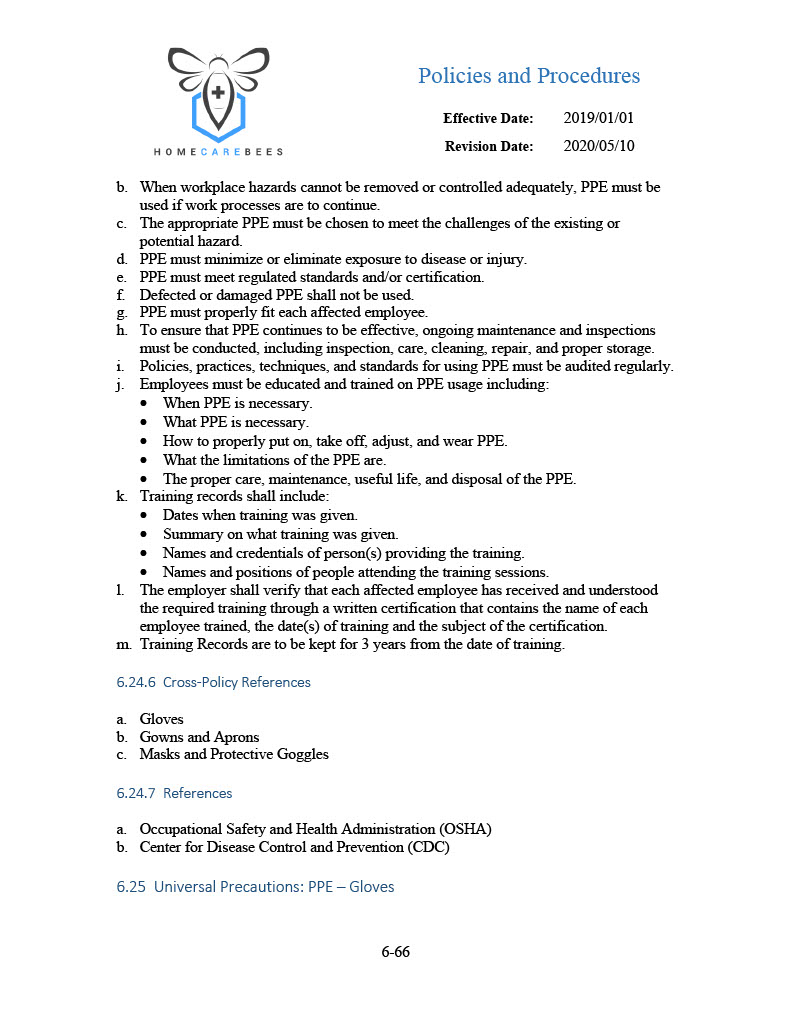 Policies and Procedures
Effective Date: 2019/01/01
Revision Date: 2020/05/10
HOMECAREBEES
b. When workplace hazards cannot be removed or controlled adequately, PPE must be
used if work processes are to continue.
c. The appropriate PPE must be chosen to meet the challenges of the existing or
potential hazard.
d. PPE must minimize or eliminate exposure to disease or injury.
e. PPE must meet regulated standards and/or certification.
f. Defected or damaged PPE shall not be used.
g. PPE must properly fit each affected employee.
h. To ensure that PPE continues to be effective, ongoing maintenance and inspections
must be conducted, including inspection, care, cleaning, repair, and proper storage.
i. Policies, practices, techniques, and standards for using PPE must be audited regularly.
j. Employees must be educated and trained on PPE usage including:
• When PPE is necessary.
• What PPE is necessary.
• How to properly put on, take off, adjust, and wear PPE.
• What the limitations of the PPE are.
• The proper care, maintenance, useful life, and disposal of the PPE.
k. Training records shall include:
• Dates when training was given.
• Summary on what training was given.
• Names and credentials of person(s) providing the training.
• Names and positions of people attending the training sessions.
l. The employer shall verify that each affected employee has received and understood
the required training through a written certification that contains the name of each
employee trained, the date(s) of training and the subject of the certification.
m. Training Records are to be kept for 3 years from the date of training.
6.24.6 Cross-Policy References
a. Gloves
b. Gowns and Aprons
c. Masks and Protective Goggles
6.24.7 References
a. Occupational Safety and Health Administration (OSHA)
b. Center for Disease Control and Prevention (CDC)
6.25 Universal Precautions: PPE – Gloves
6-66